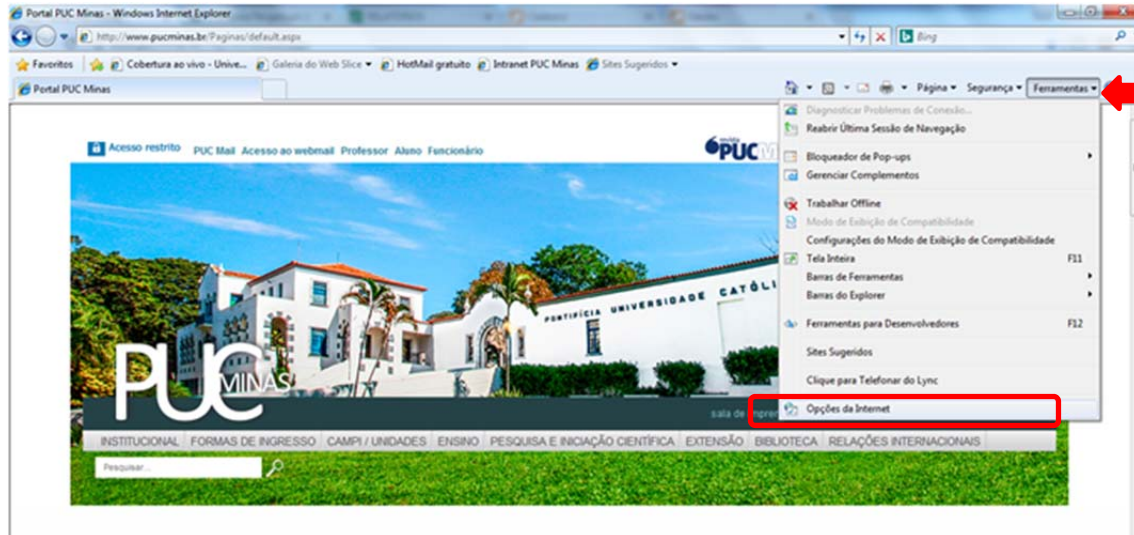 Portal PUC Minas - Windows Internet Explorer
http://www.pucminas.br/Paginas/default.aspx
Bing
Favoritos Cobertura ao vivo - Unive... Galeria do Web Slice HotMail gratuito Intranet PUC Minas Sites Sugeridos
Portal PUC Minas
Página Segurança Ferramentas
Diagnosticar Problemas de Conexão...
Reabrir Última Sessão de Navegação
Bloqueador de Pop-ups
Gerenciar Complementos
Trabalhar Offline
Modo de Exibição de Compatibilidade
Configurações do Modo de Exibição de Compatibilidade
Tela Inteira F11
Barras de Ferramentas
Barras do Explorer
Ferramentas para Desenvolvedores F12
Sites Sugeridos
Clique para Telefonar do Lync
Opções da Internet
Acesso restrito PUC Mail Acesso ao webmail Professor Aluno Funcionário
revista
PUC
PONTIFÍCIA UNIVERSIDADE CATÓLI
PUC MINAS
sala de impren
INSTITUCIONAL FORMAS DE INGRESSO CAMPI / UNIDADES ENSINO PESQUISA E INICIAÇÃO CIENTÍFICA EXTENSÃO BIBLIOTECA RELAÇÕES INTERNACIONAIS
Pesquisar...